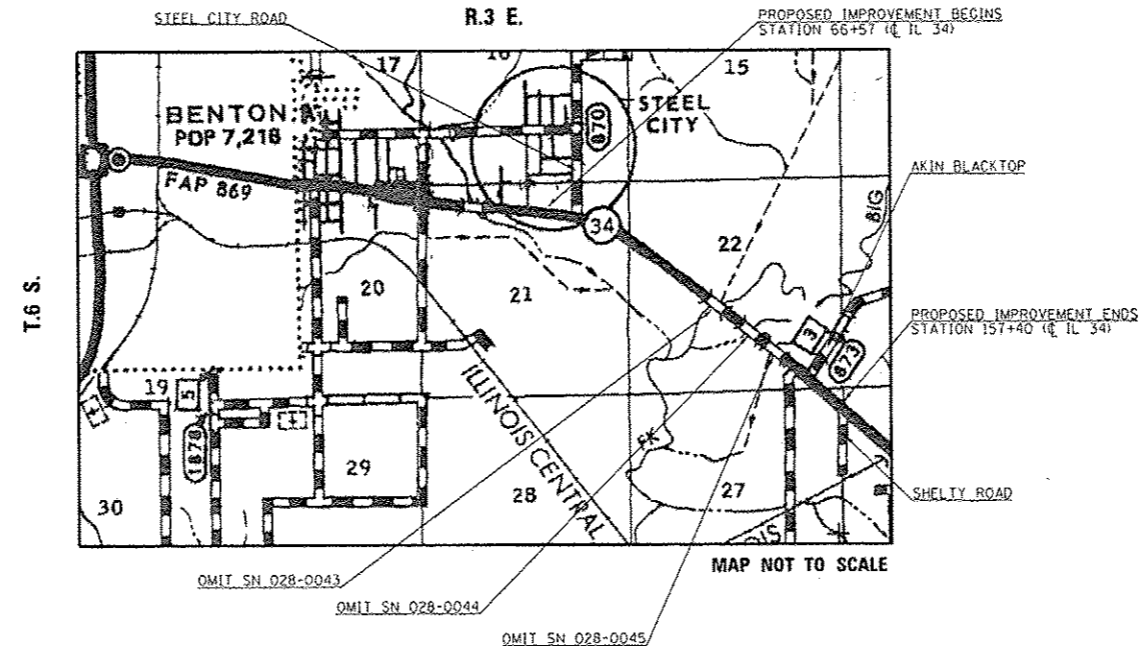 STEEL CITY ROAD
R.3 E.
PROPOSED IMPROVEMENT BEGINS
STATION 66+57 (℄ IL 34)
17
16
15
BENTON
POP 7,218
STEEL
CITY
870
FAP 869
AKIN BLACKTOP
BIG
34
22
T.6 S.
20
21
PROPOSED IMPROVEMENT ENDS
STATION 157+40 (℄ IL 34)
3
873
19
5
ILLINOIS CENTRAL
1878
FK
29
28
27
30
SHELTY ROAD
OIS
MAP NOT TO SCALE
OMIT SN 028-0043
OMIT SN 028-0044
OMIT SN 028-0045